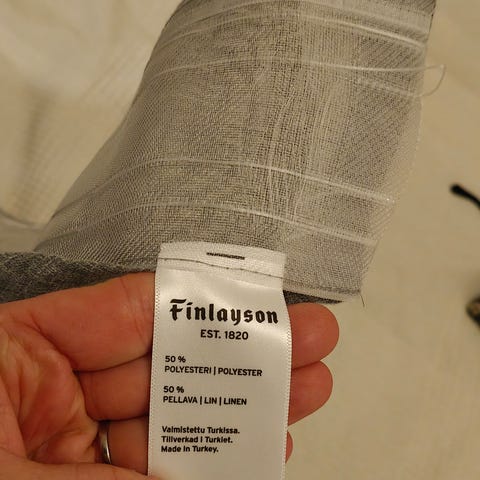 Finlayson
EST. 1820
50 %
POLYESTERI | POLYESTER
50 %
PELLAVA | LIN | LINEN
Valmistettu Turkissa.
Tillverkad i Turkiet.
Made in Turkey.